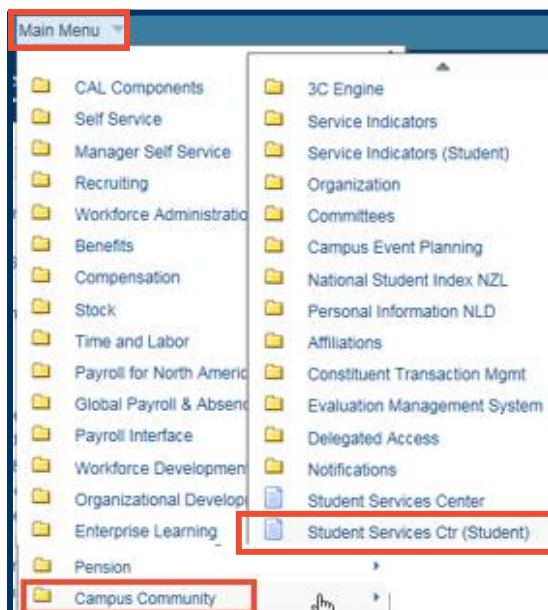 Main Menu
CAL Components
Self Service
Manager Self Service
Recruiting
Workforce Administratio
Benefits
Compensation
Stock
Time and Labor
Payroll for North Americ
Global Payroll & Absenc
Payroll Interface
Workforce Developmen
Organizational Develop
Enterprise Learning
Pension
Campus Community
3C Engine
Service Indicators
Service Indicators (Student)
Organization
Committees
Campus Event Planning
National Student Index NZL
Personal Information NLD
Affiliations
Constituent Transaction Mgmt
Evaluation Management System
Delegated Access
Notifications
Student Services Center
Student Services Ctr (Student)